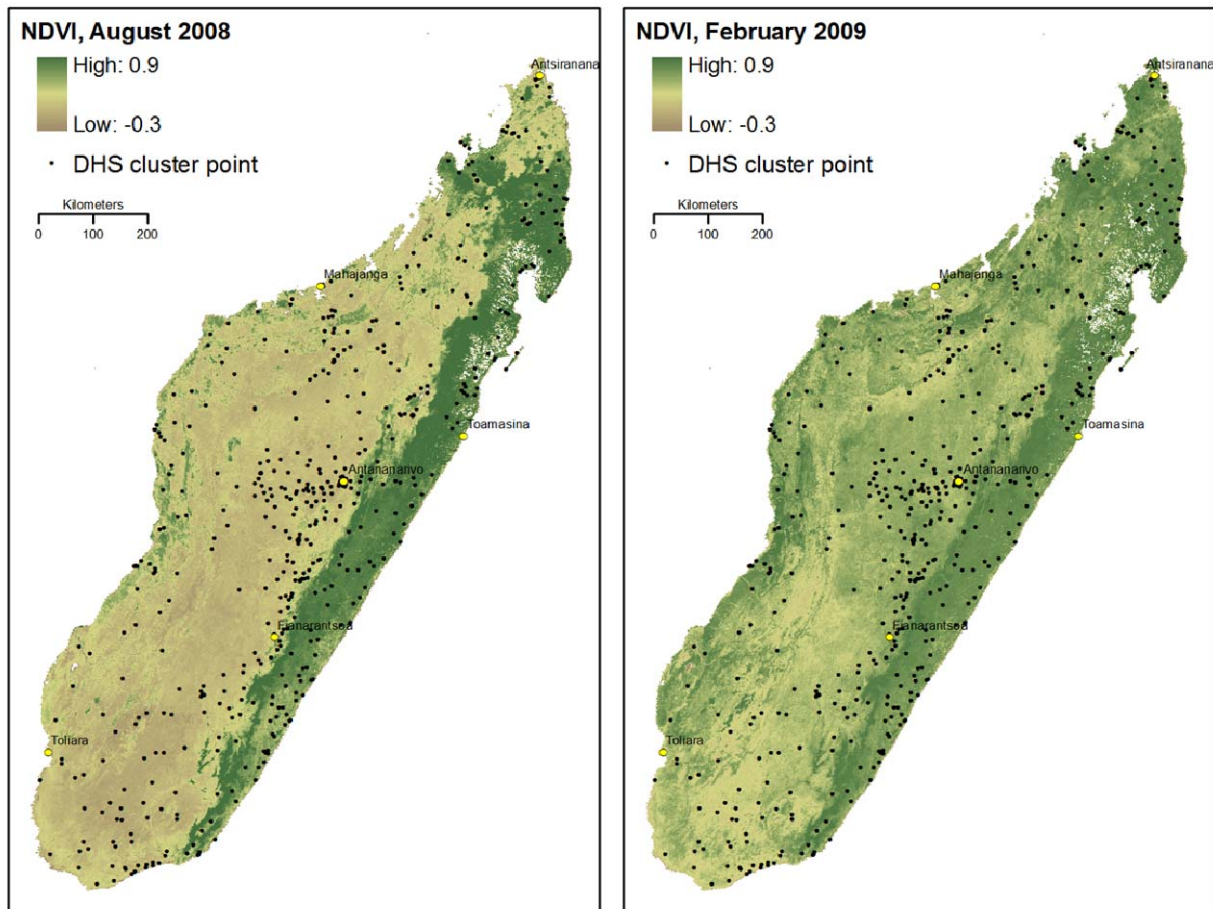 NDVI, August 2008
High: 0.9
Low: -0.3
DHS cluster point
Kilometers
0 100 200
Antsiranana
Mahajanga
Toamasina
Antananarivo
Fianarantsoa
Toliara
NDVI, February 2009
High: 0.9
Low: -0.3
DHS cluster point
Kilometers
0 100 200
Antsiranana
Mahajanga
Toamasina
Antananarivo
Fianarantsoa
Toliara